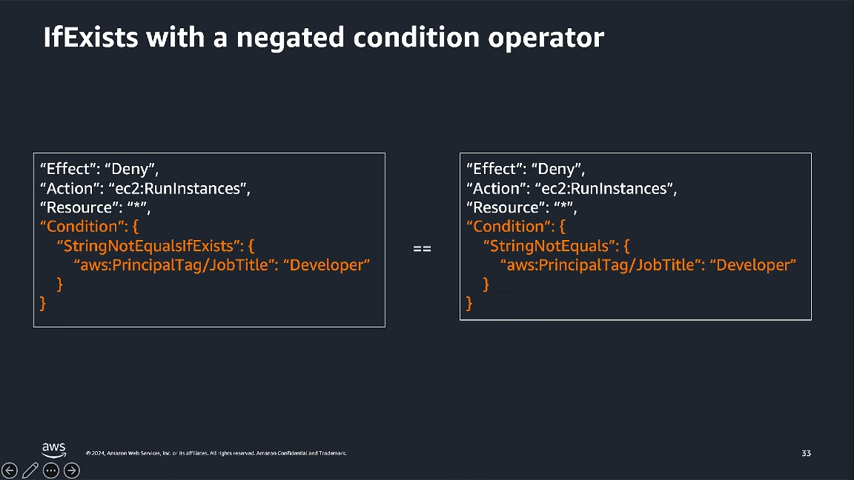 IfExists with a negated condition operator
“Effect”: “Deny”,
“Action”: “ec2:RunInstances”,
“Resource”: “*”,
“Condition”: {
“StringNotEqualsIfExists”: {
“aws:PrincipalTag/JobTitle”: “Developer”
}
}
==
“Effect”: “Deny”,
“Action”: “ec2:RunInstances”,
“Resource”: “*”,
“Condition”: {
“StringNotEquals”: {
“aws:PrincipalTag/JobTitle”: “Developer”
}
}
aws
© 2024, Amazon Web Services, Inc. or its affiliates. All rights reserved. Amazon Confidential and Trademark.
33